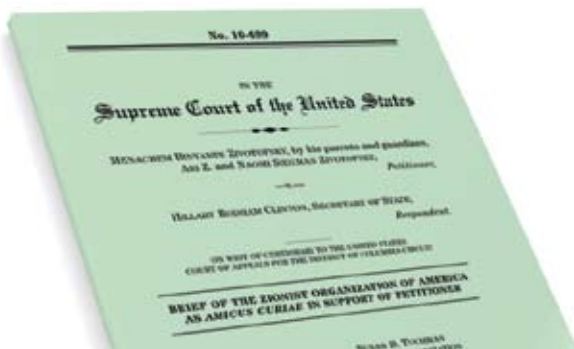 No. 10-699
IN THE
Supreme Court of the United States
MENACHEM BINYAMIN ZIVOTOFSKY, by his parents and guardians,
ARI Z. AND NAOMI SIEGMAN ZIVOTOFSKY,
Petitioner,
—v.—
HILLARY RODHAM CLINTON, SECRETARY OF STATE,
Respondent.
ON WRIT OF CERTIORARI TO THE UNITED STATES
COURT OF APPEALS FOR THE DISTRICT OF COLUMBIA CIRCUIT
BRIEF OF THE ZIONIST ORGANIZATION OF AMERICA
AS AMICUS CURIAE IN SUPPORT OF PETITIONER
SUSAN B. TUCHMAN